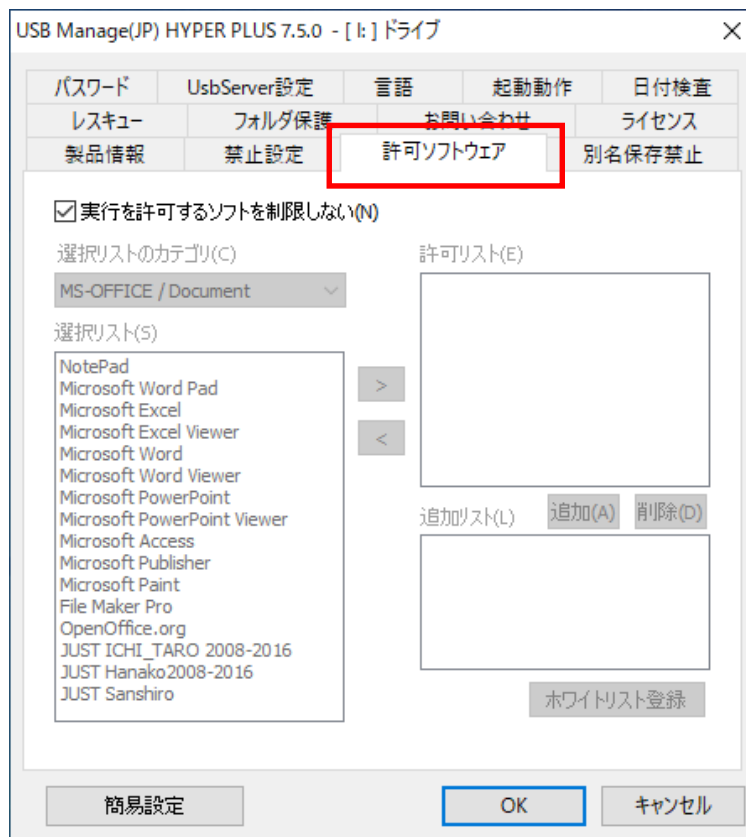 USB Manage(JP) HYPER PLUS 7.5.0 - [ I: ] ドライブ
パスワード UsbServer設定 言語 起動動作 日付検査
レスキュー フォルダ保護 お問い合わせ ライセンス
製品情報 禁止設定 許可ソフトウェア 別名保存禁止
実行を許可するソフトを制限しない(N)
選択リストのカテゴリ(C) 許可リスト(E)
MS-OFFICE / Document
選択リスト(S)
NotePad
Microsoft Word Pad
Microsoft Excel
Microsoft Excel Viewer
Microsoft Word
Microsoft Word Viewer
Microsoft PowerPoint
Microsoft PowerPoint Viewer
Microsoft Access
Microsoft Publisher
Microsoft Paint
File Maker Pro
OpenOffice.org
JUST ICHI_TARO 2008-2016
JUST Hanako2008-2016
JUST Sanshiro
>
<
追加リスト(L) 追加(A) 削除(D)
ホワイトリスト登録
簡易設定 OK キャンセル